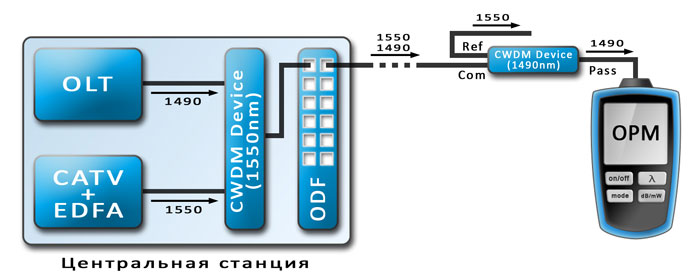 OLT
1490
CATV
+
EDFA
1550
CWDM Device
(1550nm)
ODF
Центральная станция
1550
1490
1550
Ref
Com
CWDM Device
(1490nm)
1490
Pass
OPM
on/off
λ
mode
dB/mW